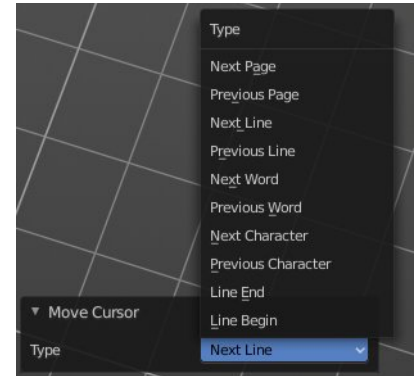 Type
Next Page
Previous Page
Next Line
Previous Line
Next Word
Previous Word
Next Character
Previous Character
Line End
Line Begin
Move Cursor
Type Next Line